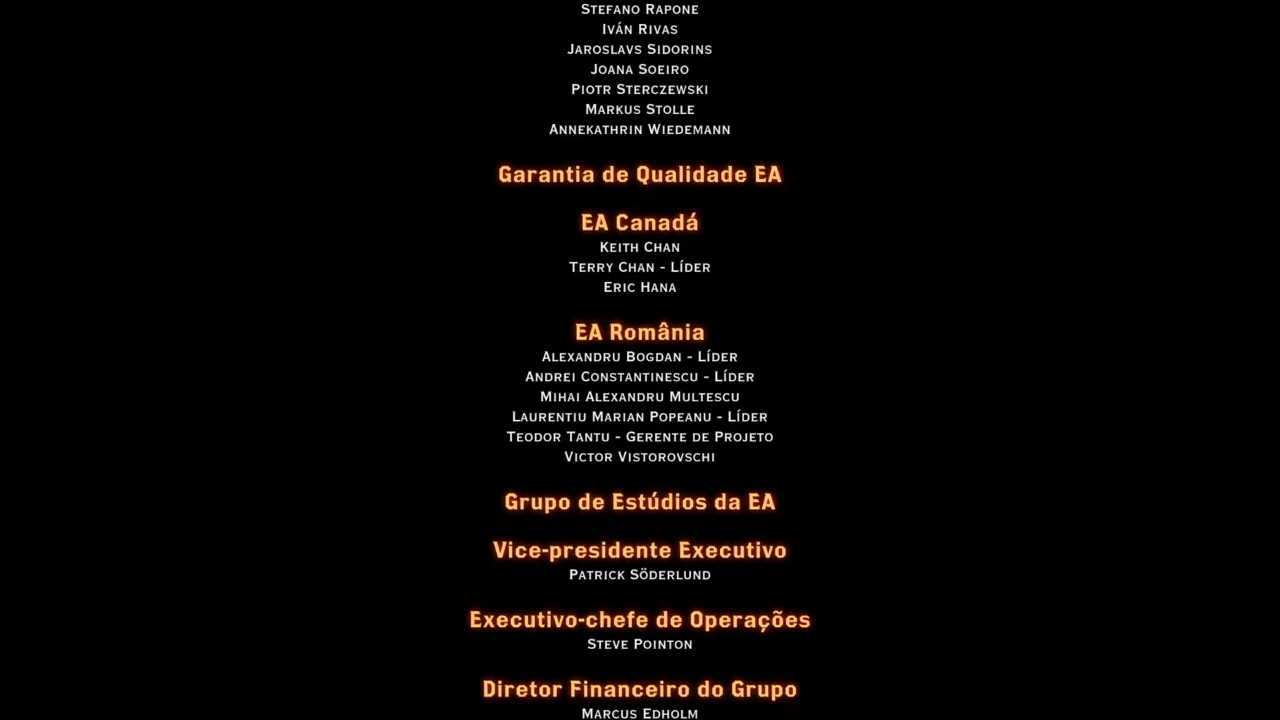 Stefano Rapone
Iván Rivas
Jaroslavs Sidorins
Joana Soeiro
Piotr Sterczewski
Markus Stolle
Annekathrin Wiedemann
Garantia de Qualidade EA
EA Canadá
Keith Chan
Terry Chan - Líder
Eric Hana
EA România
Alexandru Bogdan - Líder
Andrei Constantinescu - Líder
Mihai Alexandru Multescu
Laurentiu Marian Popeanu - Líder
Teodor Tantu - Gerente de Projeto
Victor Vistorovschi
Grupo de Estúdios da EA
Vice-presidente Executivo
Patrick Söderlund
Executivo-chefe de Operações
Steve Pointon
Diretor Financeiro do Grupo
Marcus Edholm